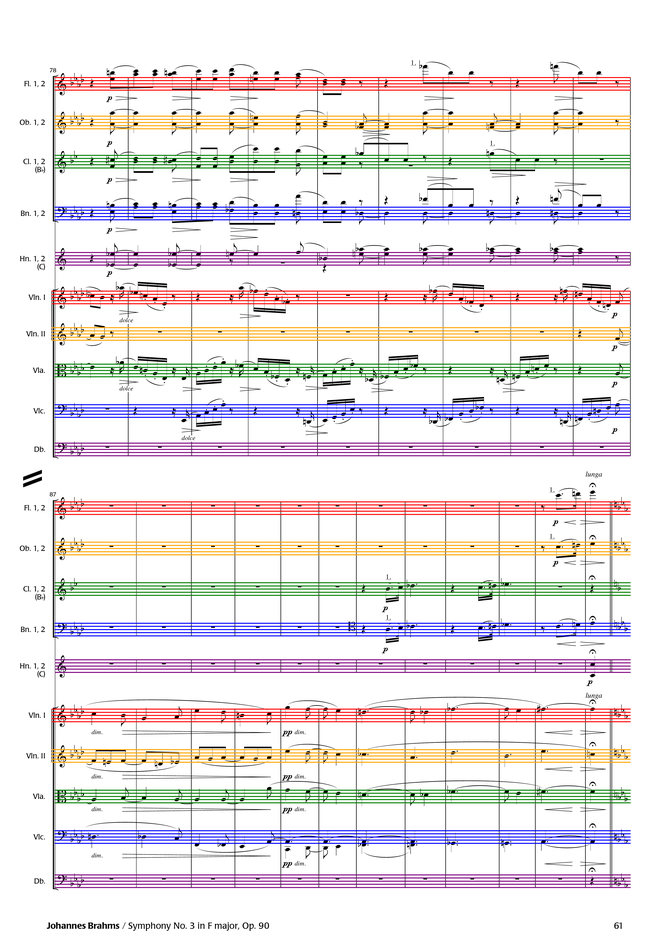 78
1.
Fl. 1, 2
p
Ob. 1, 2
p
1.
Cl. 1, 2
(B♭)
p
Bn. 1, 2
p
Hn. 1, 2
(C)
p
Vln. I
dolce
p
Vln. II
p
Vla.
dolce
p
Vlc.
dolce
p
Db.
lunga
87
1.
Fl. 1, 2
p
1.
Ob. 1, 2
p
1.
Cl. 1, 2
(B♭)
p
1.
Bn. 1, 2
p
Hn. 1, 2
(C)
p
lunga
Vln. I
dim. pp dim.
Vln. II
dim. pp dim.
Vla.
dim. pp dim.
Vlc.
dim. pp dim.
Db.
Johannes Brahms / Symphony No. 3 in F major, Op. 90 61